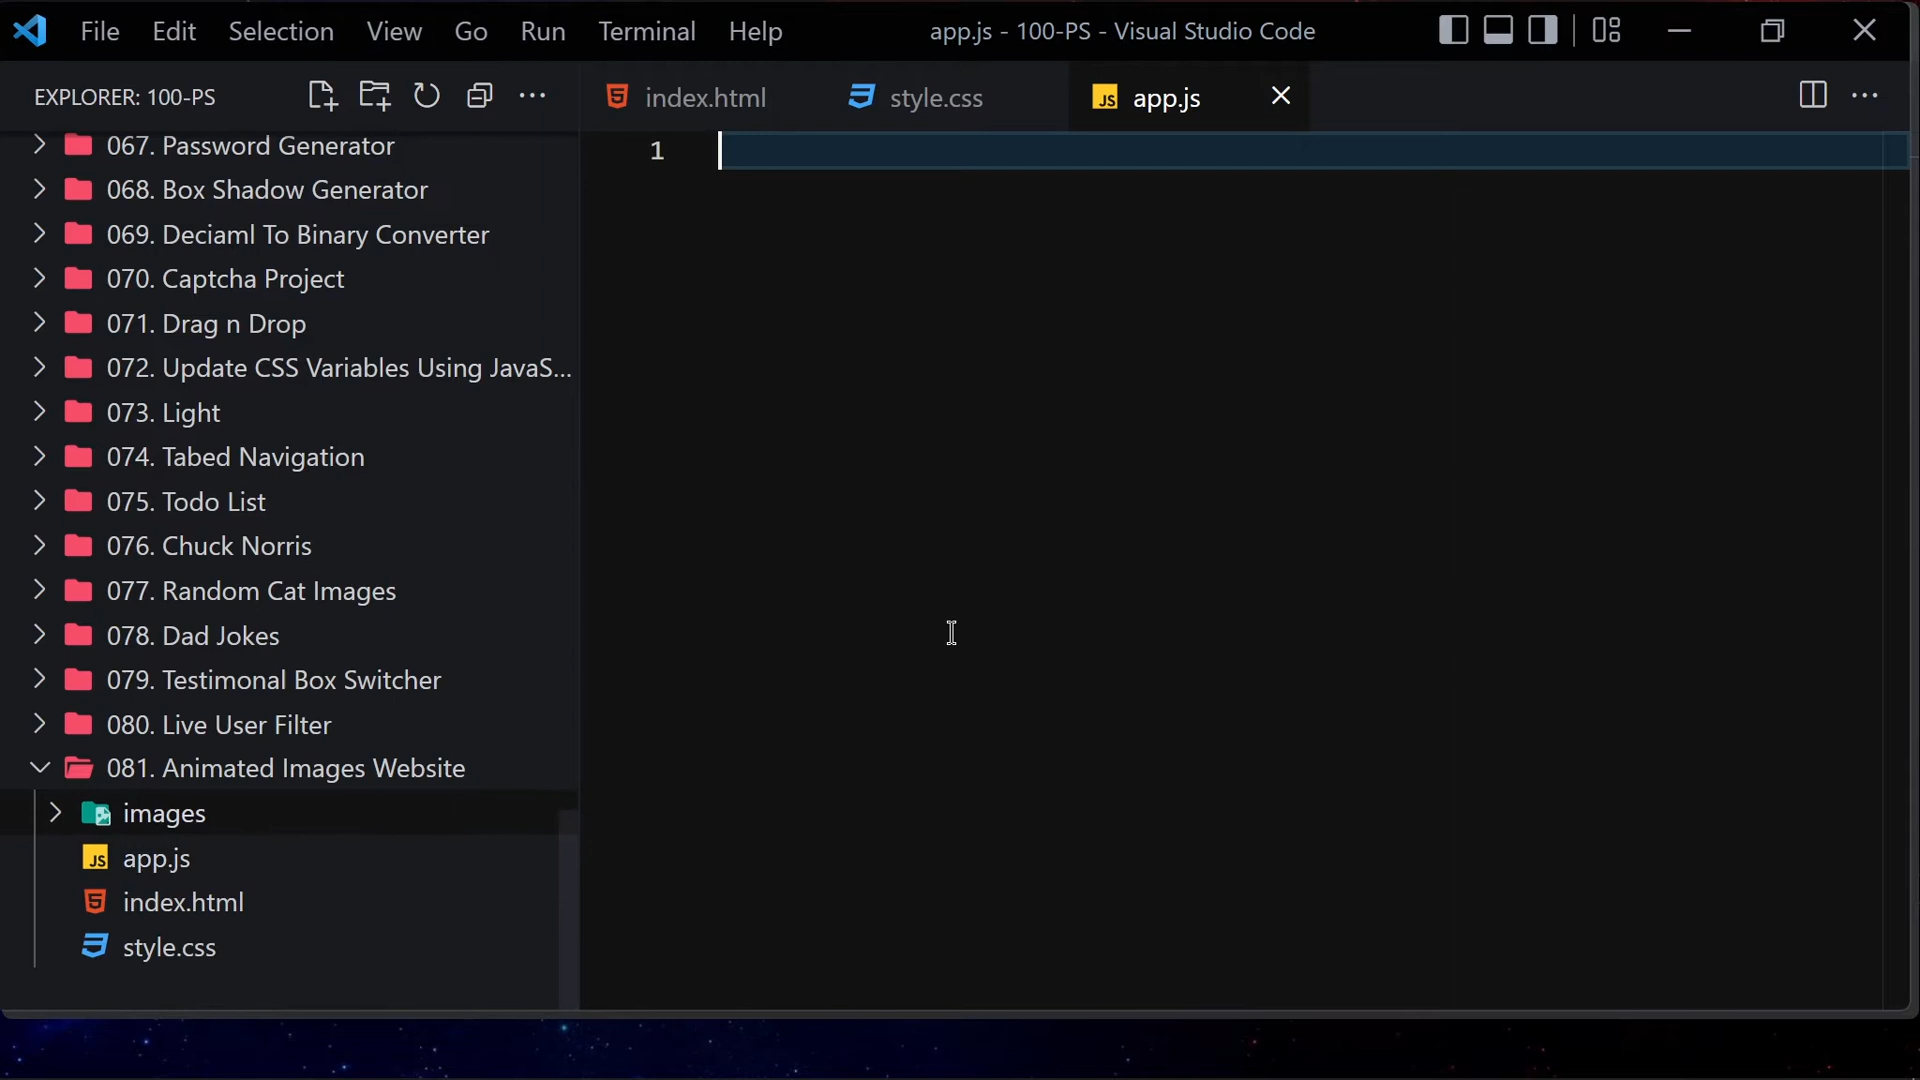 File Edit Selection View Go Run Terminal Help app.js - 100-PS - Visual Studio Code
EXPLORER: 100-PS
index.html style.css JS app.js
067. Password Generator
1
068. Box Shadow Generator
069. Deciaml To Binary Converter
070. Captcha Project
071. Drag n Drop
072. Update CSS Variables Using JavaS...
073. Light
074. Tabed Navigation
075. Todo List
076. Chuck Norris
077. Random Cat Images
078. Dad Jokes
079. Testimonal Box Switcher
080. Live User Filter
081. Animated Images Website
images
JS app.js
index.html
style.css